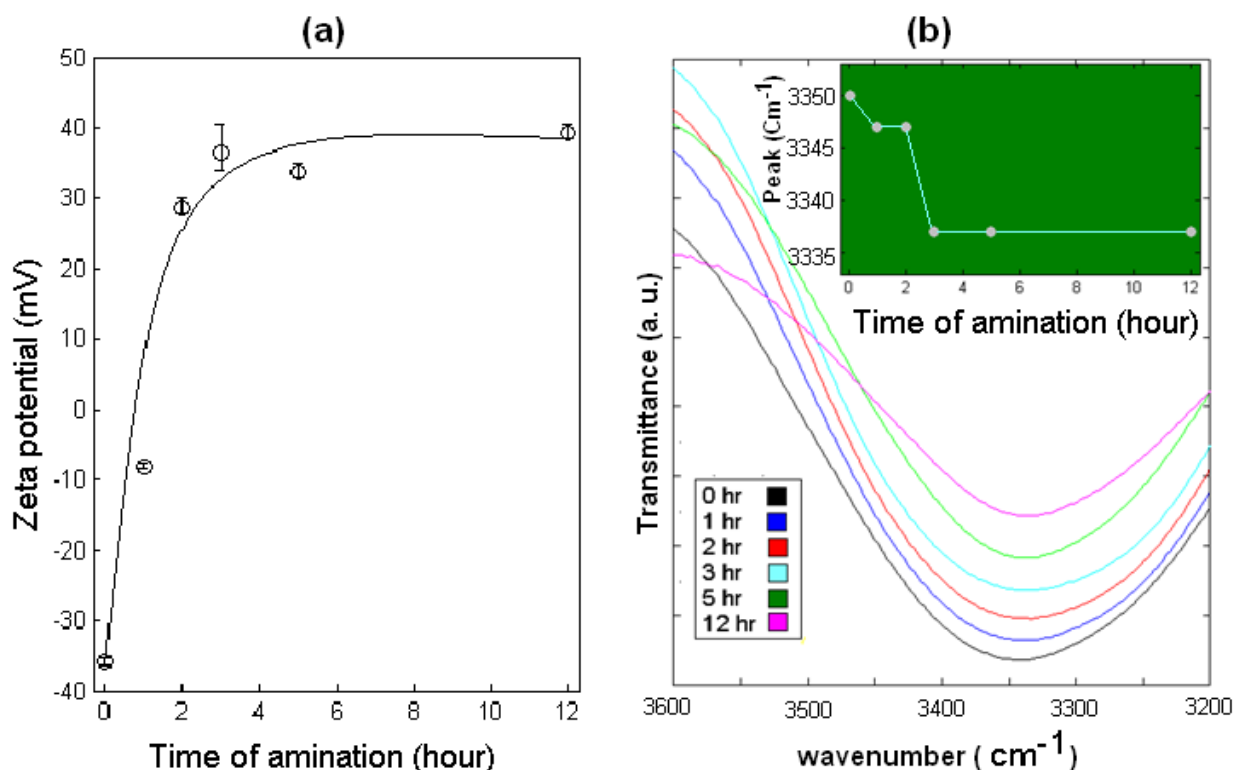 (a)
Zeta potential (mV)
50
40
30
20
10
0
-10
-20
-30
-40
0 2 4 6 8 10 12
Time of amination (hour)
(b)
Transmittance (a. u.)
Peak (Cm-1)
3350
3345
3340
3335
0 2 4 6 8 10 12
Time of amination (hour)
0 hr
1 hr
2 hr
3 hr
5 hr
12 hr
3600 3500 3400 3300 3200
wavenumber ( cm-1)